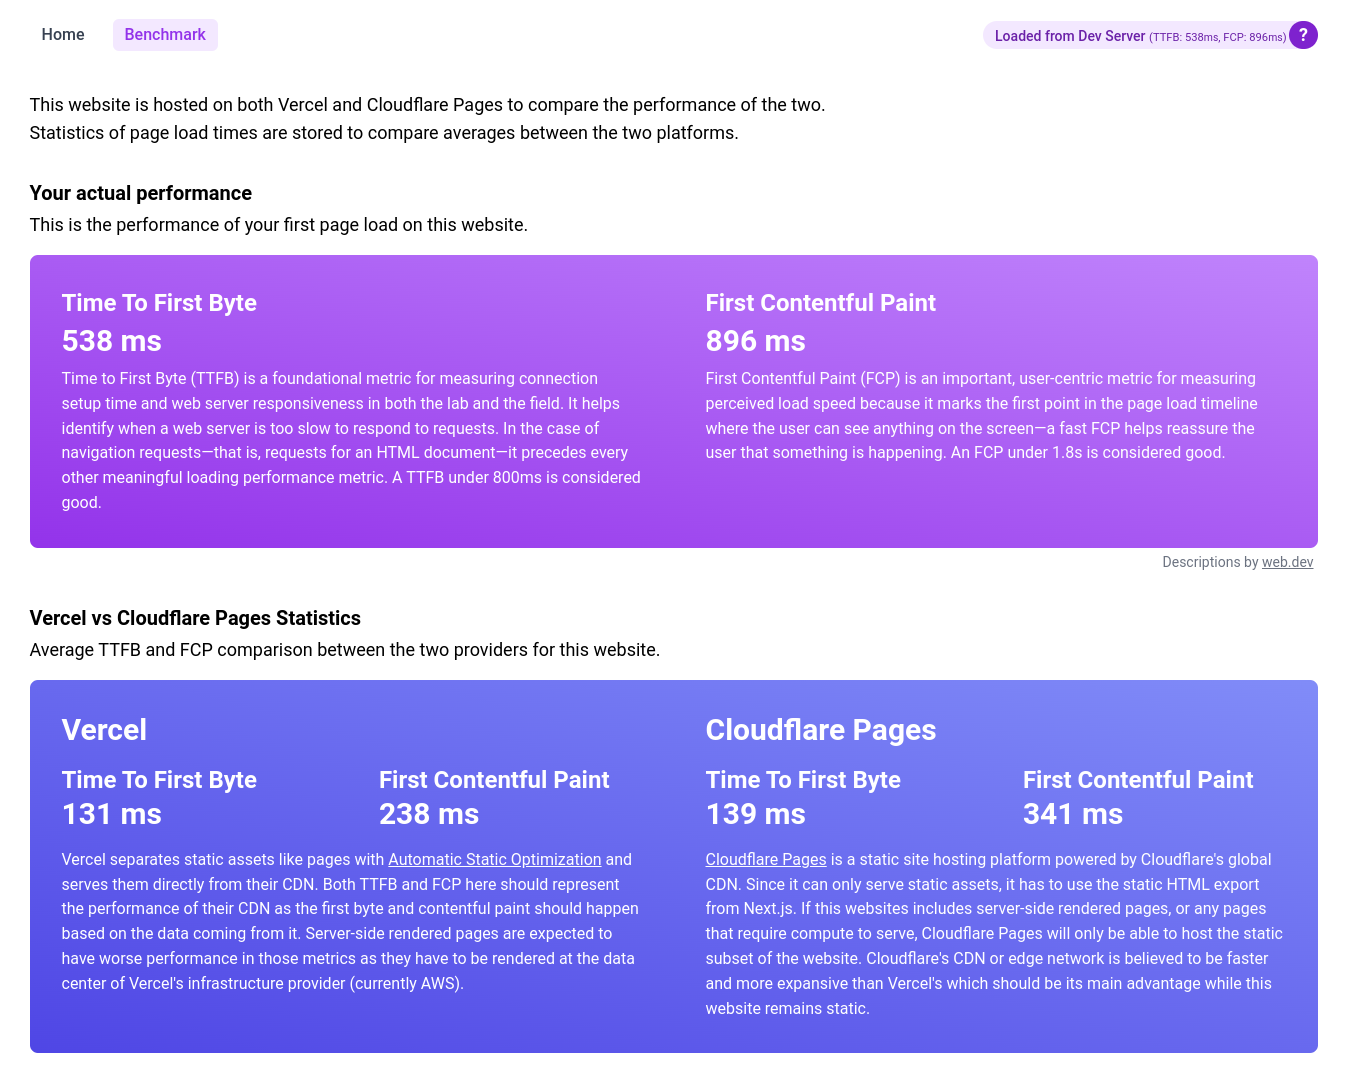 Home
Benchmark
Loaded from Dev Server (TTFB: 538ms, FCP: 896ms) ?
This website is hosted on both Vercel and Cloudflare Pages to compare the performance of the two.
Statistics of page load times are stored to compare averages between the two platforms.
Your actual performance
This is the performance of your first page load on this website.
Time To First Byte
538 ms
Time to First Byte (TTFB) is a foundational metric for measuring connection
setup time and web server responsiveness in both the lab and the field. It helps
identify when a web server is too slow to respond to requests. In the case of
navigation requests—that is, requests for an HTML document—it precedes every
other meaningful loading performance metric. A TTFB under 800ms is considered
good.
First Contentful Paint
896 ms
First Contentful Paint (FCP) is an important, user-centric metric for measuring
perceived load speed because it marks the first point in the page load timeline
where the user can see anything on the screen—a fast FCP helps reassure the
user that something is happening. An FCP under 1.8s is considered good.
Descriptions by web.dev
Vercel vs Cloudflare Pages Statistics
Average TTFB and FCP comparison between the two providers for this website.
Vercel
Time To First Byte
131 ms
First Contentful Paint
238 ms
Vercel separates static assets like pages with Automatic Static Optimization and
serves them directly from their CDN. Both TTFB and FCP here should represent
the performance of their CDN as the first byte and contentful paint should happen
based on the data coming from it. Server-side rendered pages are expected to
have worse performance in those metrics as they have to be rendered at the data
center of Vercel's infrastructure provider (currently AWS).
Cloudflare Pages
Time To First Byte
139 ms
First Contentful Paint
341 ms
Cloudflare Pages is a static site hosting platform powered by Cloudflare's global
CDN. Since it can only serve static assets, it has to use the static HTML export
from Next.js. If this websites includes server-side rendered pages, or any pages
that require compute to serve, Cloudflare Pages will only be able to host the static
subset of the website. Cloudflare's CDN or edge network is believed to be faster
and more expansive than Vercel's which should be its main advantage while this
website remains static.